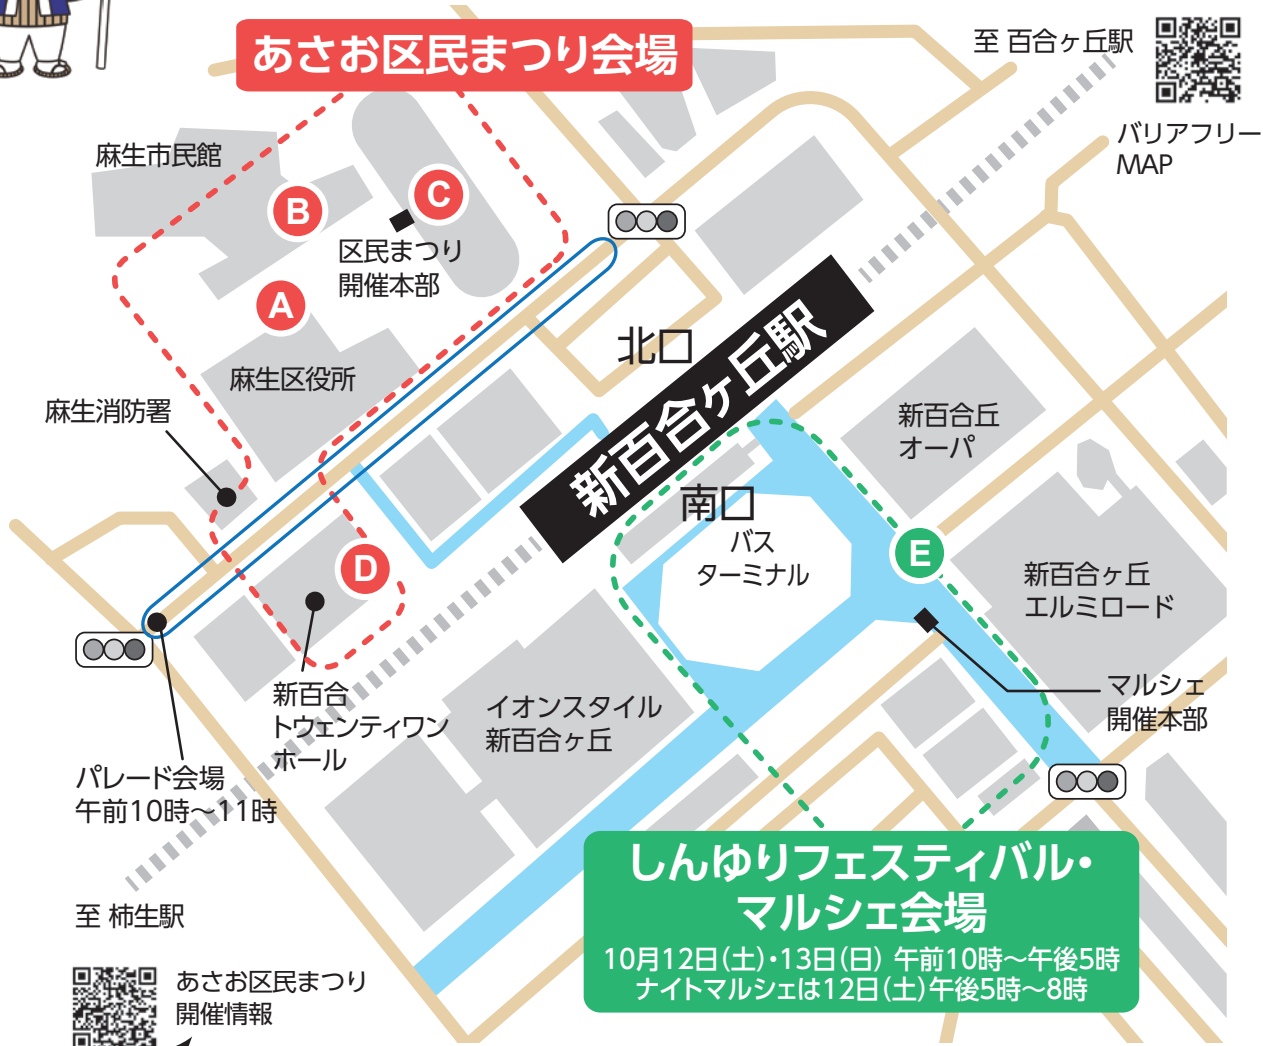 あさお区民まつり会場
至 百合ヶ丘駅
バリアフリー
MAP
麻生市民館
B
C
区民まつり
開催本部
A
麻生区役所
麻生消防署
北口
新百合ヶ丘駅
新百合丘
オーパ
南口
バス
ターミナル
E
D
新百合ヶ丘
エルミロード
マルシェ
開催本部
新百合
トウェンティワン
ホール
イオンスタイル
新百合ヶ丘
パレード会場
午前10時～11時
しんゆりフェスティバル・
マルシェ会場
10月12日(土)・13日(日) 午前10時～午後5時
ナイトマルシェは12日(土)午後5時～8時
至 柿生駅
あさお区民まつり
開催情報